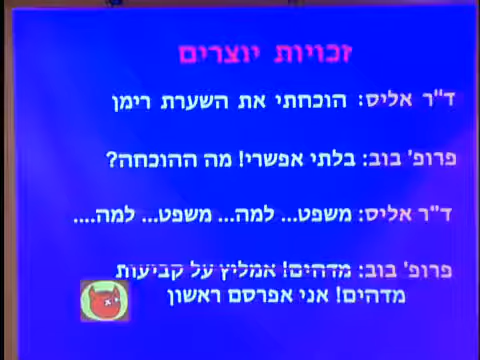 זכויות יוצרים
ד"ר אליס: הוכחתי את השערת רימן
פרופ' בוב: בלתי אפשרי! מה ההוכחה?
ד"ר אליס: משפט... למה... משפט... למה....
פרופ' בוב: מדהים! אמליץ על קביעות
מדהים! אני אפרסם ראשון